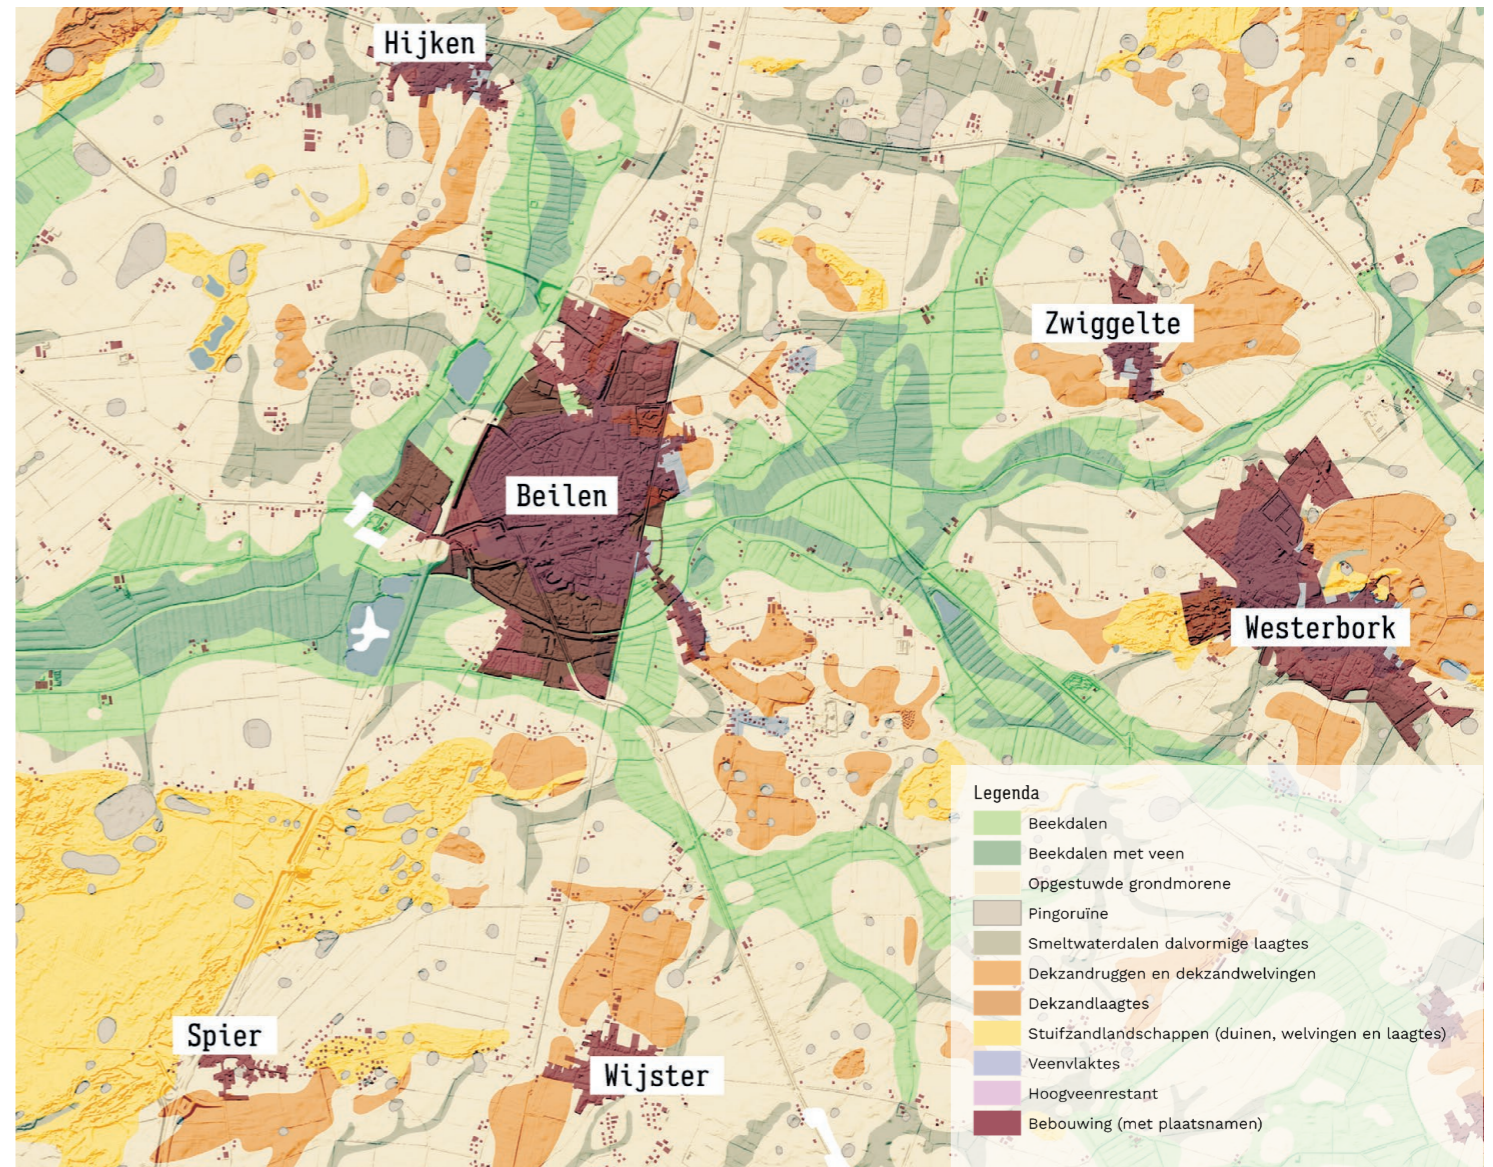 Hijken
Zwiggelte
Beilen
Westerbork
Spier
Wijster
Legenda
Beekdalen
Beekdalen met veen
Opgestuwde grondmorene
Pingoruïne
Smeltwaterdalen dalvormige laagtes
Dekzandruggen en dekzandwelvingen
Dekzandlaagtes
Stuifzandlandschappen (duinen, welvingen en laagtes)
Veenvlaktes
Hoogveenrestant
Bebouwing (met plaatsnamen)